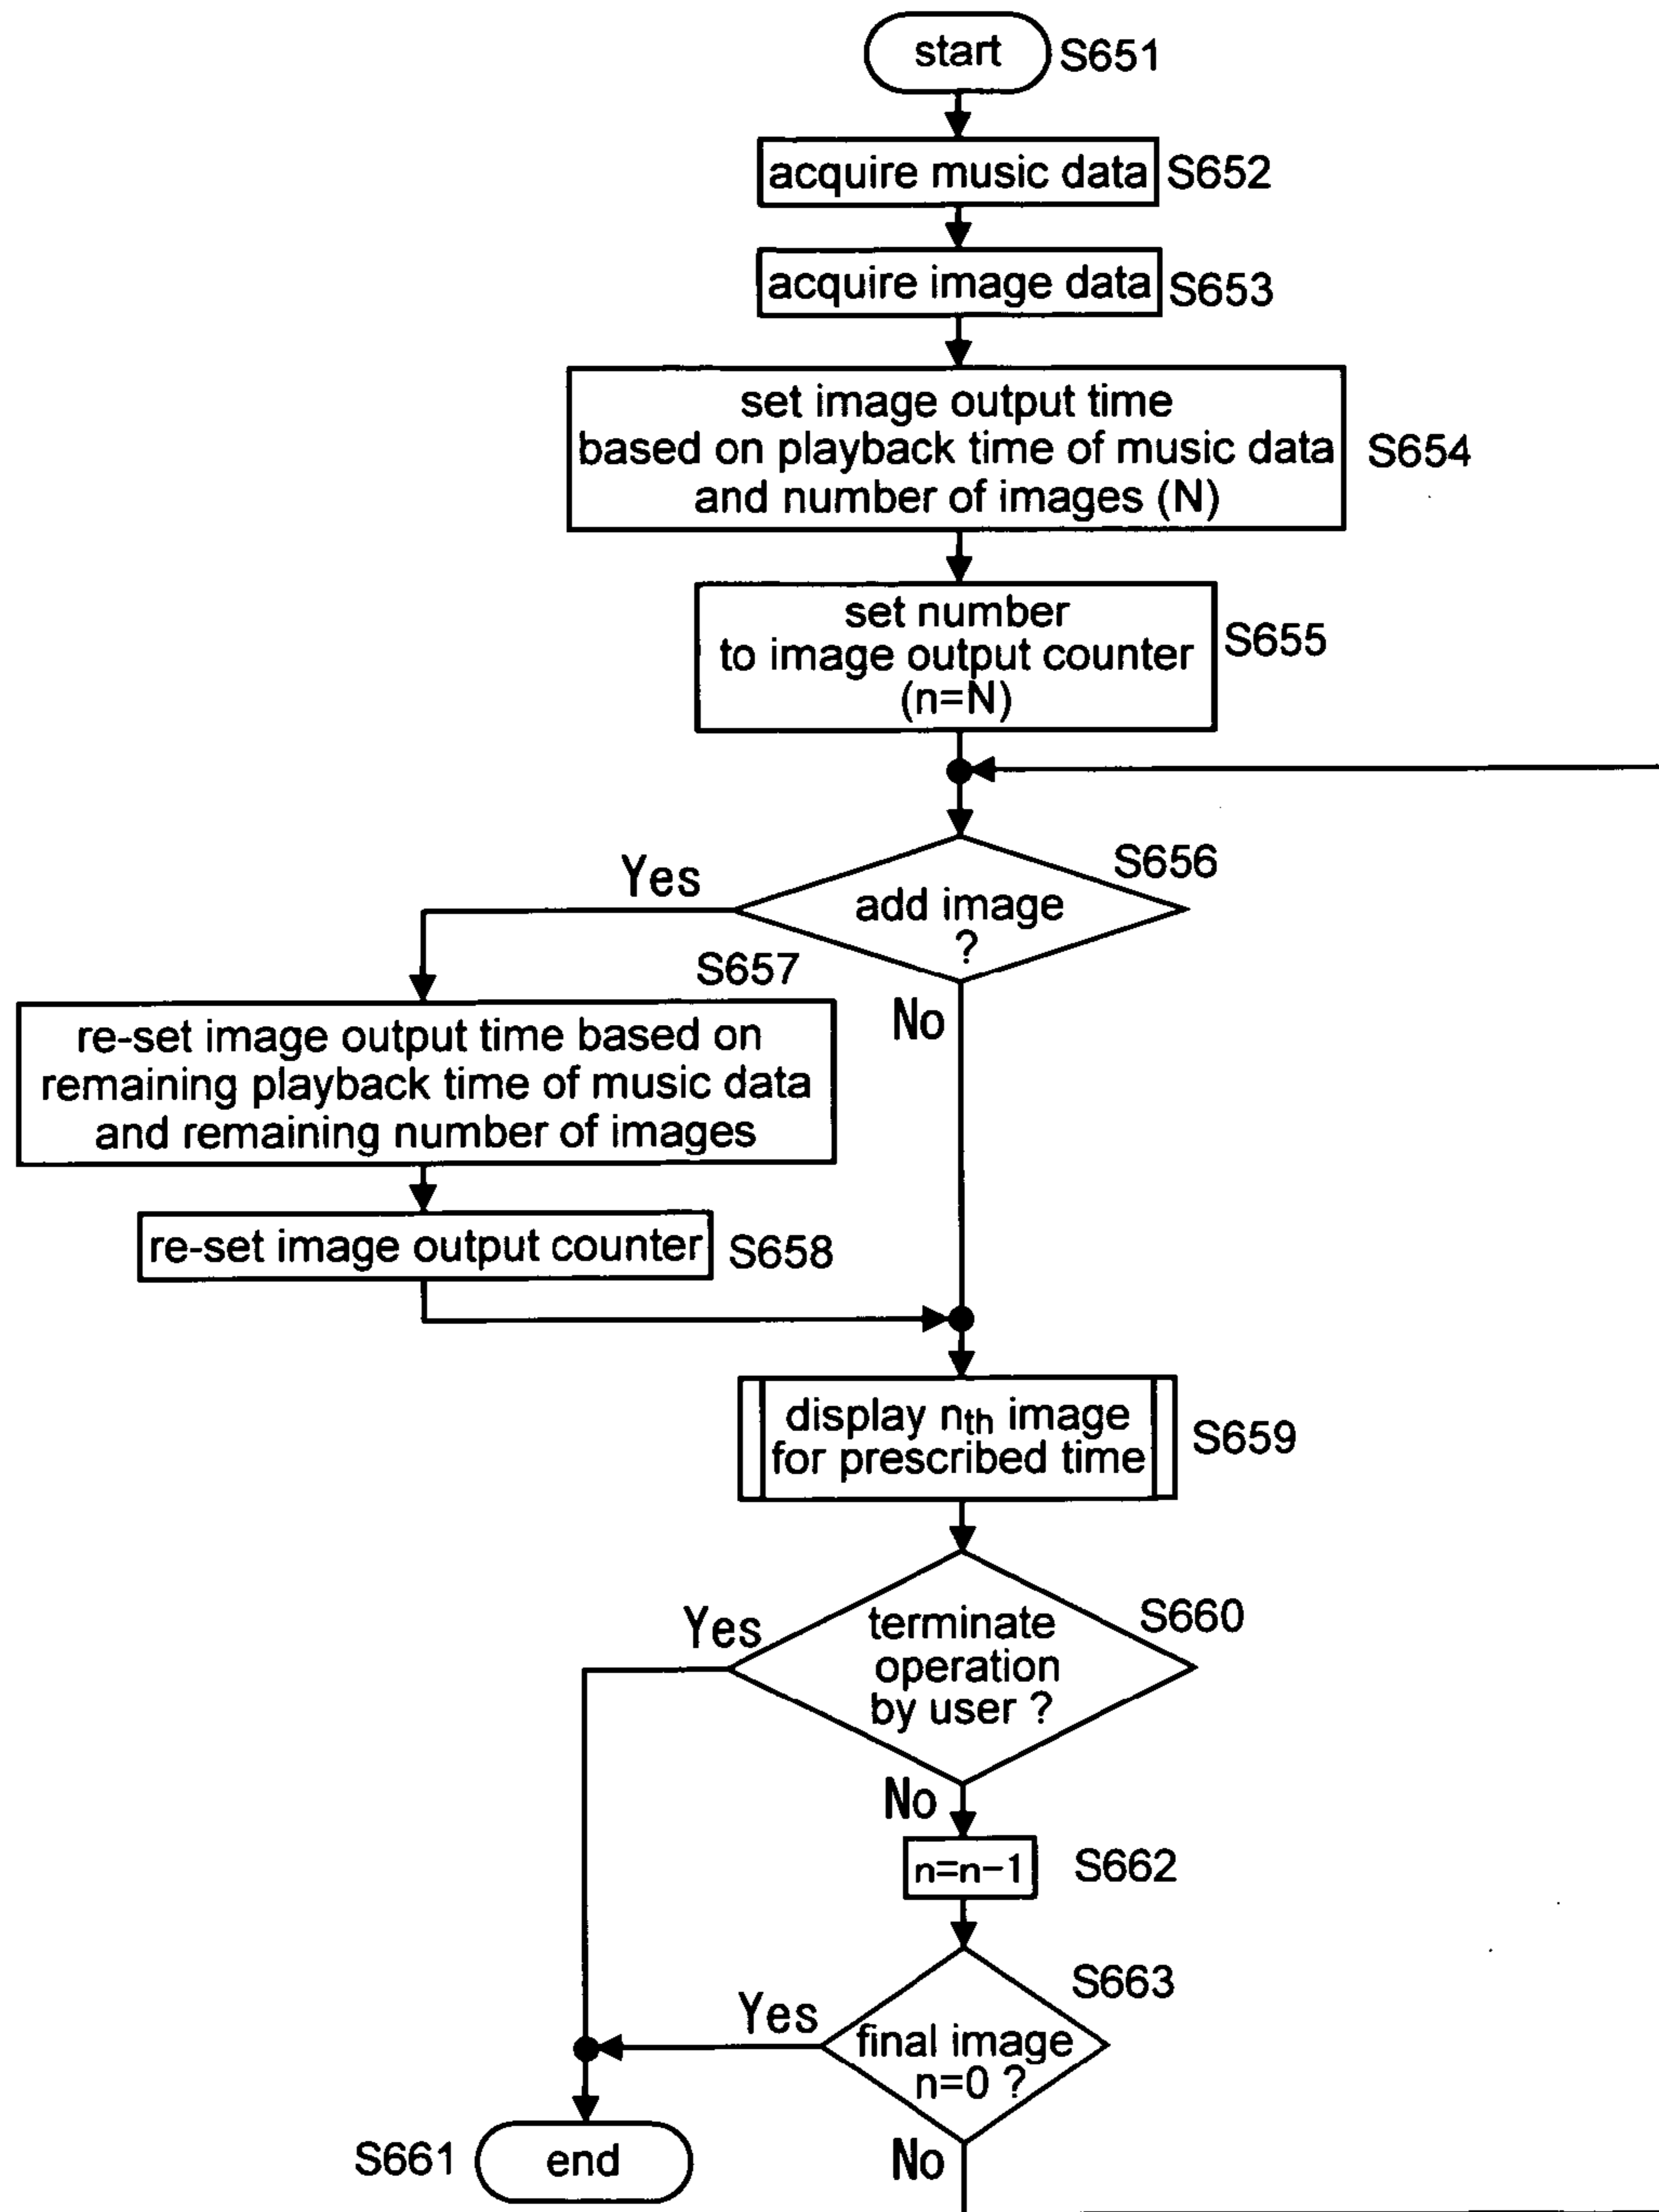 start S651
acquire music data S652
acquire image data S653
set image output time
based on playback time of music data S654
and number of images (N)
set number
to image output counter S655
(n=N)
S656
Yes
add image
?
S657
No
re-set image output time based on
remaining playback time of music data
and remaining number of images
re-set image output counter S658
display nth image
for prescribed time S659
S660
Yes
terminate
operation
by user ?
No
n=n-1 S662
S663
Yes
final image
n=0 ?
S661 end
No